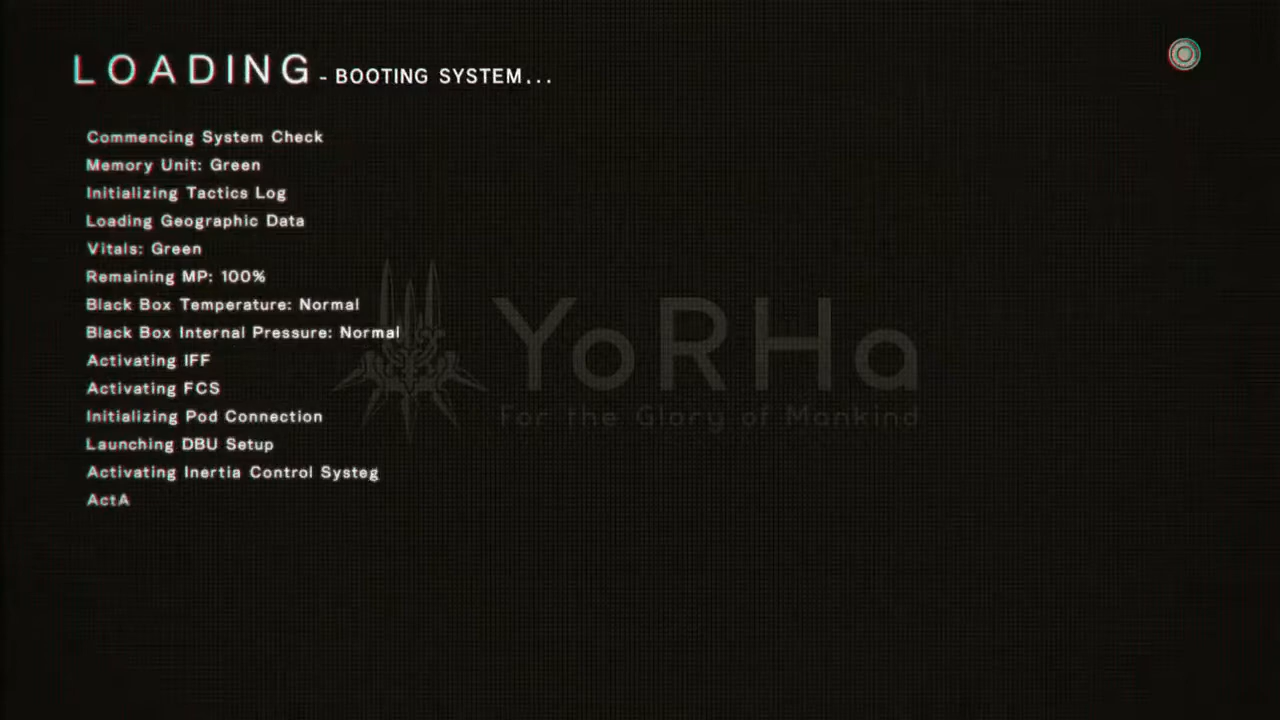 LOADING - BOOTING SYSTEM...
Commencing System Check
Memory Unit: Green
Initializing Tactics Log
Loading Geographic Data
Vitals: Green
Remaining MP: 100%
Black Box Temperature: Normal
Black Box Internal Pressure: Normal
Activating IFF
Activating FCS
Initializing Pod Connection
Launching DBU Setup
Activating Inertia Control Systeg
ActA
YoRHa
For the Glory of Mankind